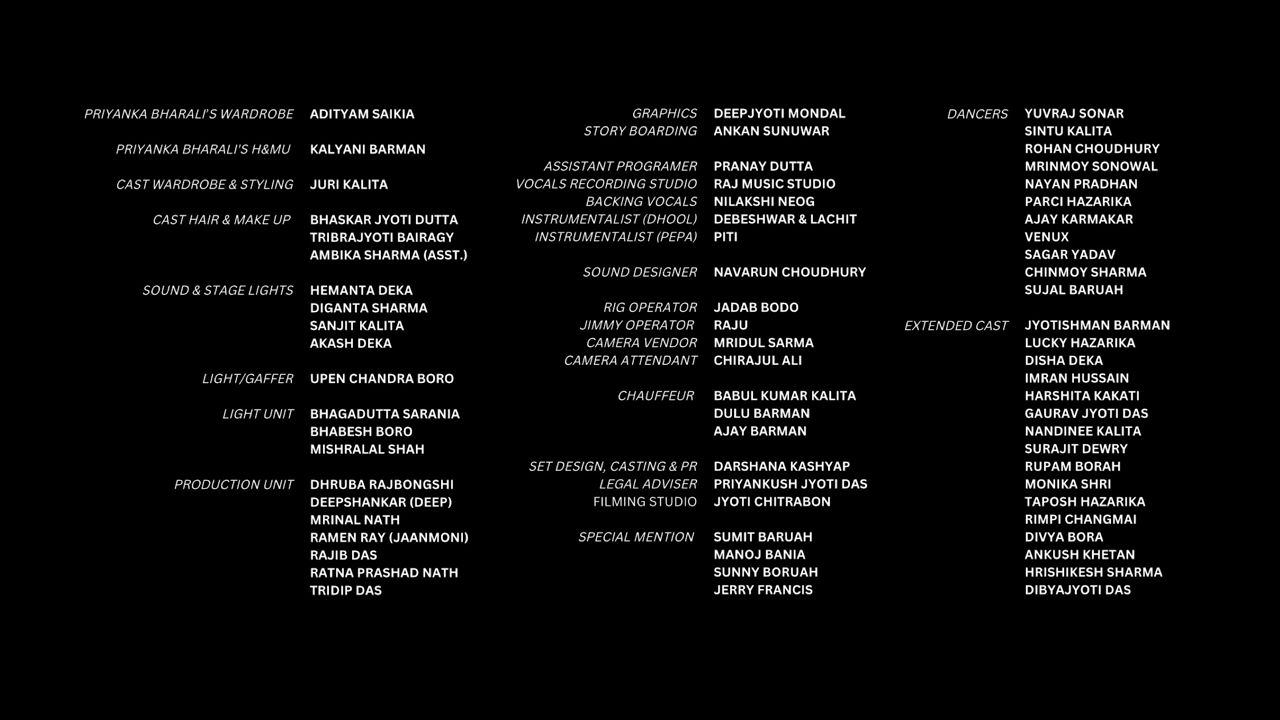 PRIYANKA BHARALI'S WARDROBE ADITYAM SAIKIA
PRIYANKA BHARALI'S H&MU KALYANI BARMAN
CAST WARDROBE & STYLING JURI KALITA
CAST HAIR & MAKE UP BHASKAR JYOTI DUTTA
TRIBRAJYOTI BAIRAGY
AMBIKA SHARMA (ASST.)
SOUND & STAGE LIGHTS HEMANTA DEKA
DIGANTA SHARMA
SANJIT KALITA
AKASH DEKA
LIGHT/GAFFER UPEN CHANDRA BORO
LIGHT UNIT BHAGADUTTA SARANIA
BHABESH BORO
MISHRALAL SHAH
PRODUCTION UNIT DHRUBA RAJBONGSHI
DEEPSHANKAR (DEEP)
MRINAL NATH
RAMEN RAY (JAANMONI)
RAJIB DAS
RATNA PRASHAD NATH
TRIDIP DAS
GRAPHICS DEEPJYOTI MONDAL
STORY BOARDING ANKAN SUNUWAR
ASSISTANT PROGRAMER PRANAY DUTTA
VOCALS RECORDING STUDIO RAJ MUSIC STUDIO
BACKING VOCALS NILAKSHI NEOG
INSTRUMENTALIST (DHOOL) DEBESHWAR & LACHIT
INSTRUMENTALIST (PEPA) PITI
SOUND DESIGNER NAVARUN CHOUDHURY
RIG OPERATOR JADAB BODO
JIMMY OPERATOR RAJU
CAMERA VENDOR MRIDUL SARMA
CAMERA ATTENDANT CHIRAJUL ALI
CHAUFFEUR BABUL KUMAR KALITA
DULU BARMAN
AJAY BARMAN
SET DESIGN, CASTING & PR DARSHANA KASHYAP
LEGAL ADVISER PRIYANKUSH JYOTI DAS
FILMING STUDIO JYOTI CHITRABON
SPECIAL MENTION SUMIT BARUAH
MANOJ BANIA
SUNNY BORUAH
JERRY FRANCIS
DANCERS YUVRAJ SONAR
SINTU KALITA
ROHAN CHOUDHURY
MRINMOY SONOWAL
NAYAN PRADHAN
PARCI HAZARIKA
AJAY KARMAKAR
VENUX
SAGAR YADAV
CHINMOY SHARMA
SUJAL BARUAH
EXTENDED CAST JYOTISHMAN BARMAN
LUCKY HAZARIKA
DISHA DEKA
IMRAN HUSSAIN
HARSHITA KAKATI
GAURAV JYOTI DAS
NANDINEE KALITA
SURAJIT DEWRY
RUPAM BORAH
MONIKA SHRI
TAPOSH HAZARIKA
RIMPI CHANGMAI
DIVYA BORA
ANKUSH KHETAN
HRISHIKESH SHARMA
DIBYAJYOTI DAS